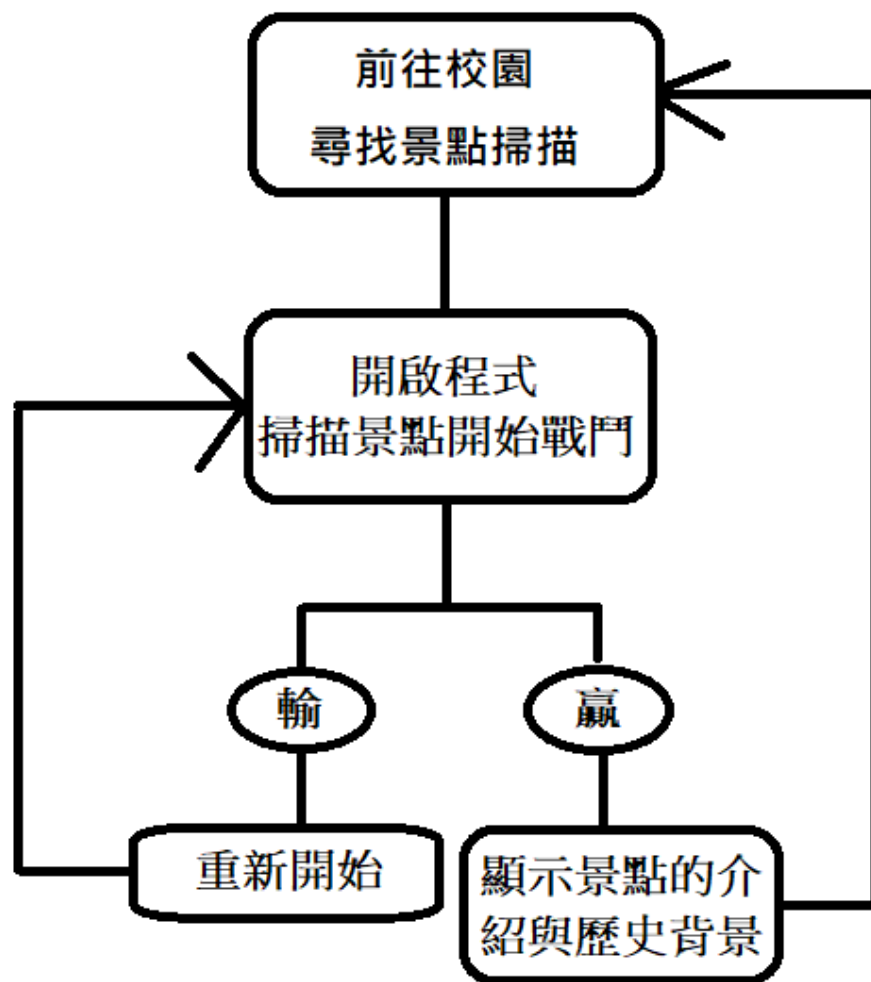 前往校園
尋找景點掃描
開啟程式
掃描景點開始戰鬥
輸
贏
重新開始
顯示景點的介
紹與歷史背景